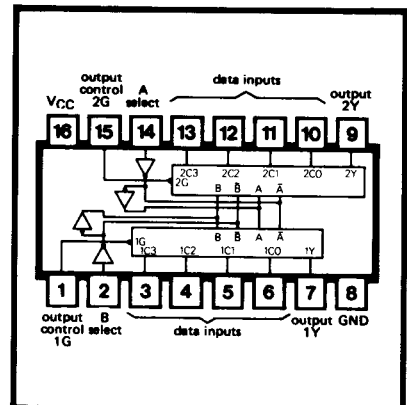 output control 2G
A select
data inputs
output 2Y
VCC
16 15 14 13 12 11 10 9
2C3 2C2 2C1 2C0 2Y
2G
B B̅ A A̅
B B̅ A A̅
1G
1C3 1C2 1C1 1C0 1Y
1 2 3 4 5 6 7 8
output control 1G
B select
data inputs
output 1Y
GND